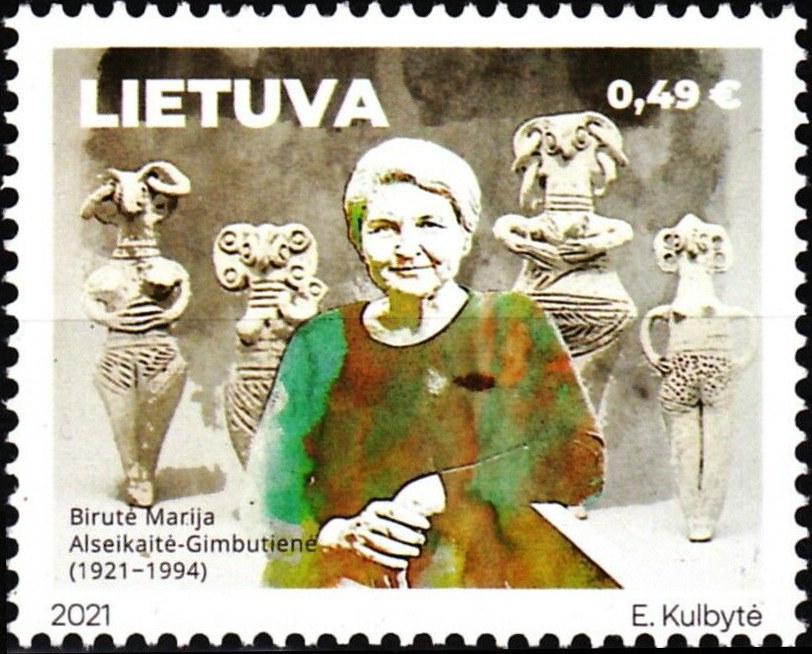 LIETUVA
0,49 €
Birutė Marija
Alseikaitė-Gimbutienė
(1921–1994)
2021
E. Kulbytė